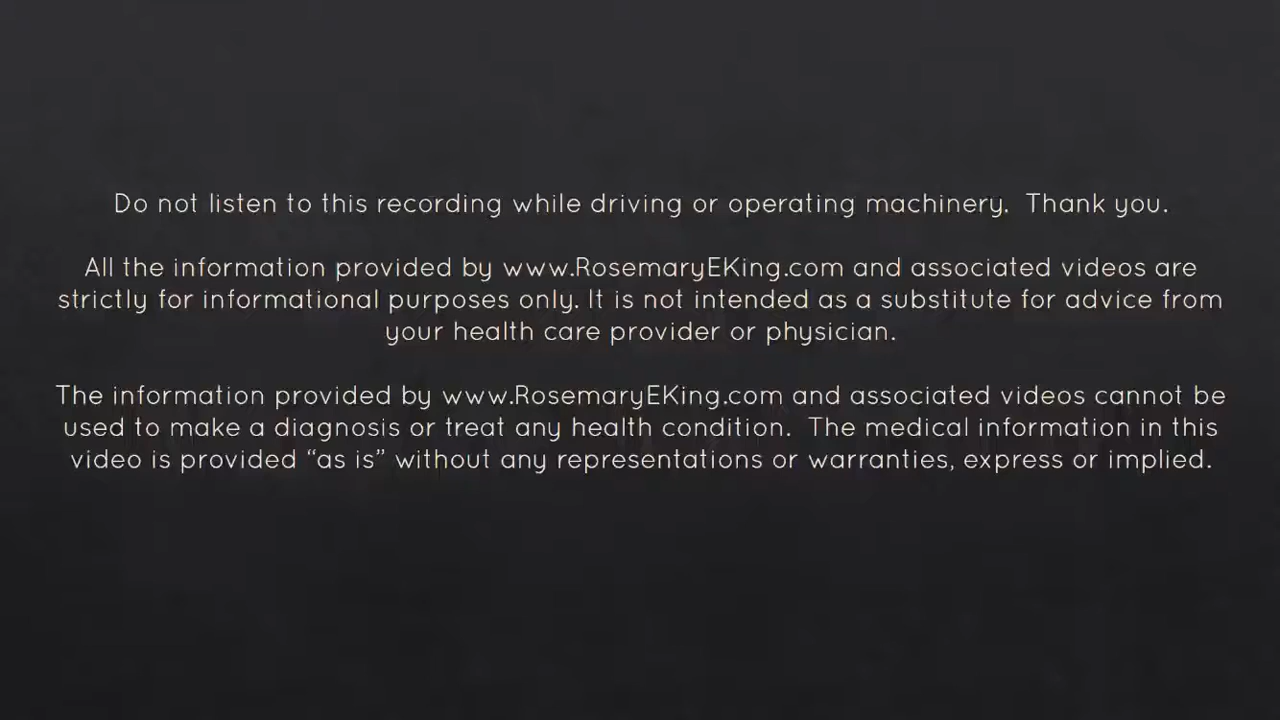 Do not listen to this recording while driving or operating machinery.  Thank you.
All the information provided by www.RosemaryEKing.com and associated videos are
strictly for informational purposes only. It is not intended as a substitute for advice from
your health care provider or physician.
The information provided by www.RosemaryEKing.com and associated videos cannot be
used to make a diagnosis or treat any health condition.  The medical information in this
video is provided “as is” without any representations or warranties, express or implied.